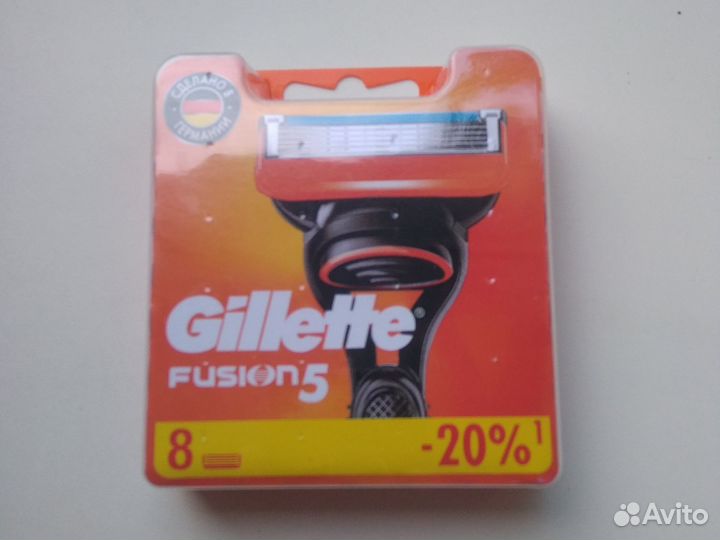 СДЕЛАНО В
ГЕРМАНИИ
Gillette®
FUSION5
8 -20%¹
Avito